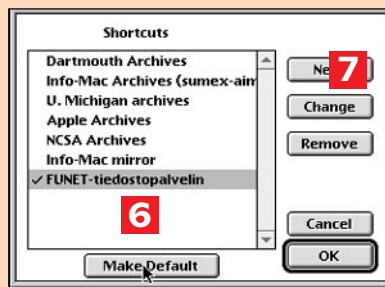 Shortcuts
Dartmouth Archives
Info-Mac Archives (sumex-aim
U. Michigan archives
Apple Archives
NCSA Archives
Info-Mac mirror
✓ FUNET-tiedostopalvelin
6
Make Default
7
Change
Remove
Cancel
OK